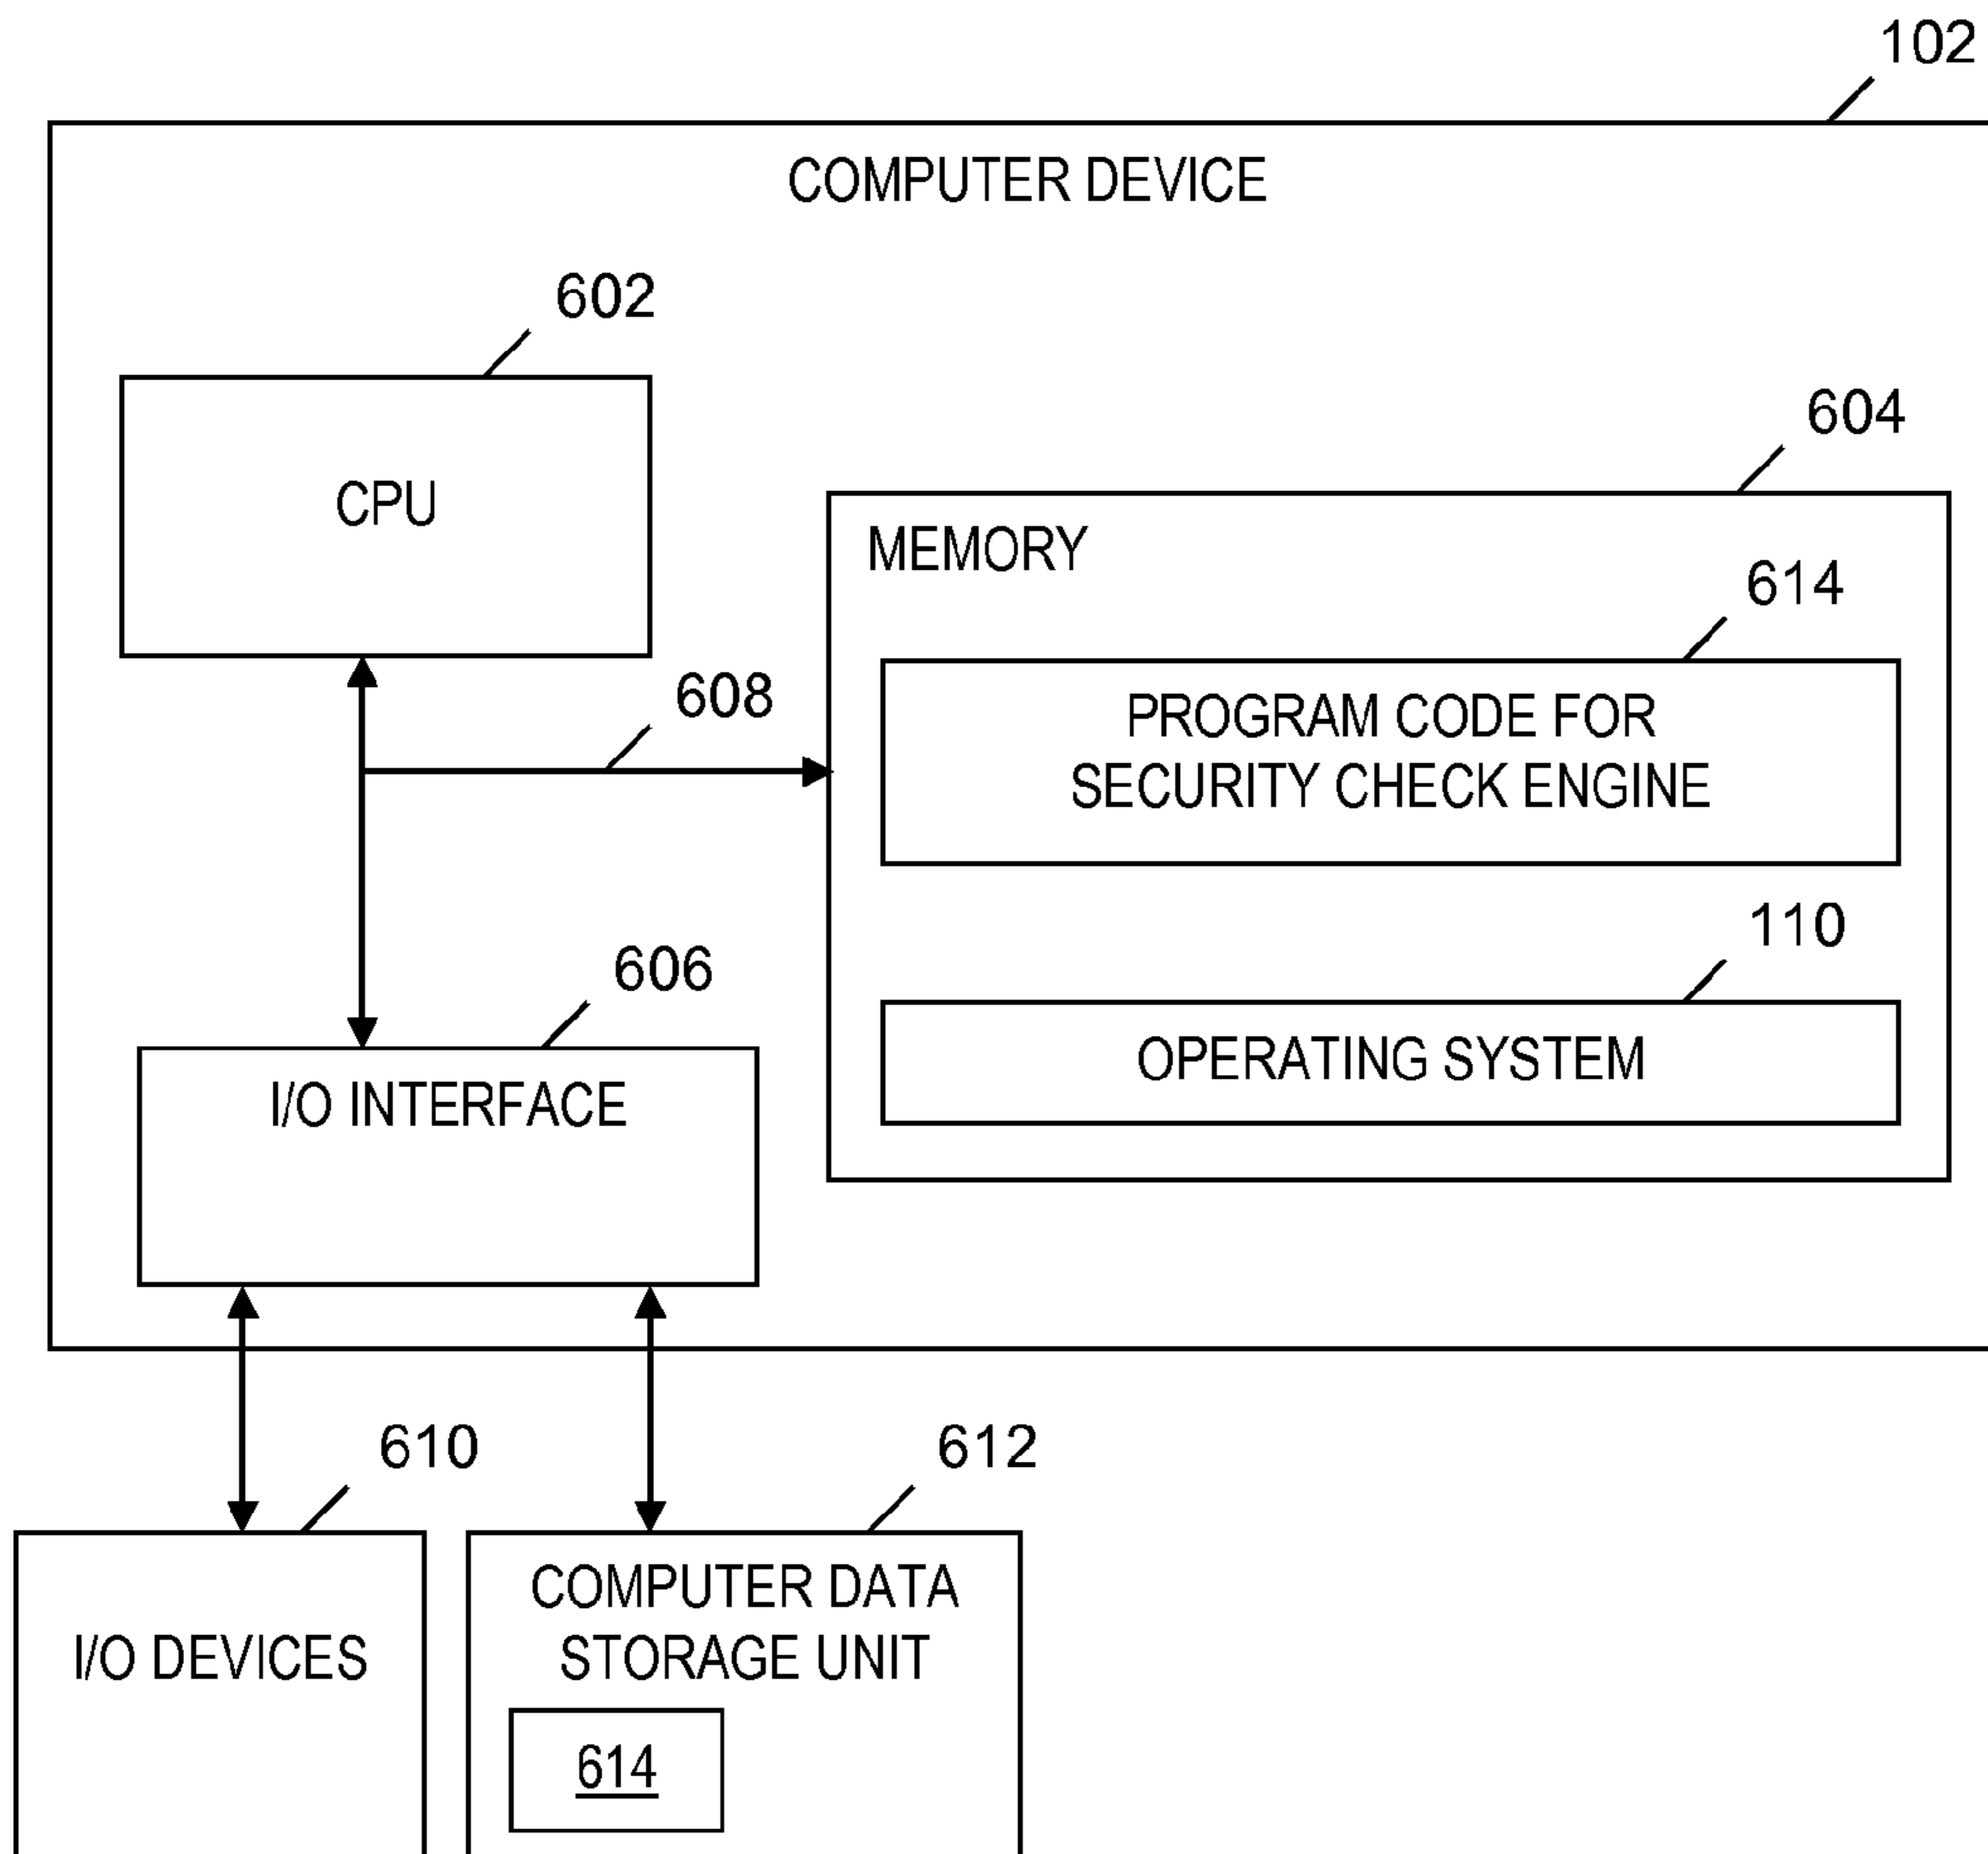 102
COMPUTER DEVICE
602
CPU
604
MEMORY
614
PROGRAM CODE FOR
SECURITY CHECK ENGINE
608
110
OPERATING SYSTEM
606
I/O INTERFACE
610
I/O DEVICES
612
COMPUTER DATA
STORAGE UNIT
614